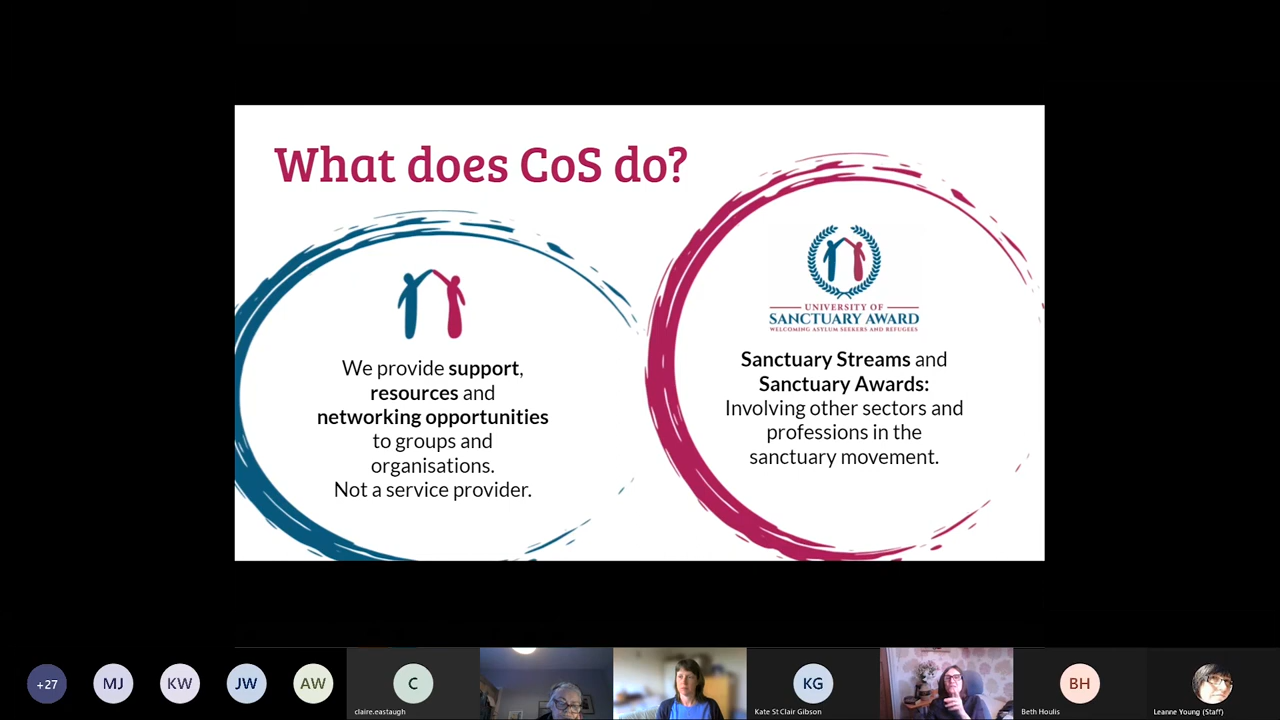 What does CoS do?
We provide support,
resources and
networking opportunities
to groups and
organisations.
Not a service provider.
UNIVERSITY OF
SANCTUARY AWARD
WELCOMING ASYLUM SEEKERS AND REFUGEES
Sanctuary Streams and
Sanctuary Awards:
Involving other sectors and
professions in the
sanctuary movement.
+27
MJ
KW
JW
AW
C
claire.eastaugh
KG
Kate St Clair Gibson
BH
Beth Houlis
Leanne Young (Staff)